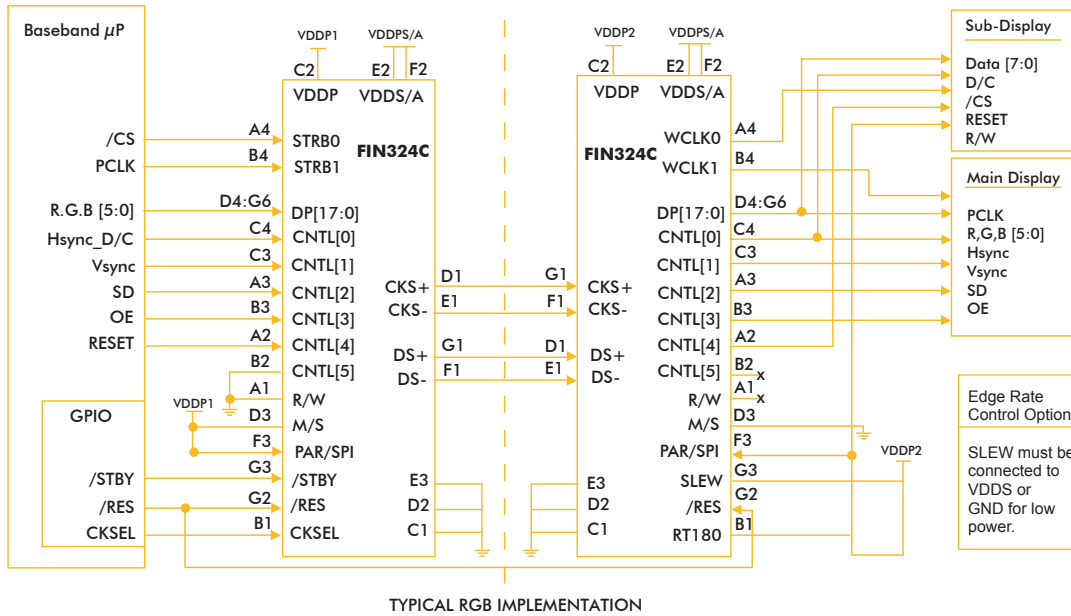 Baseband µP
/CS
PCLK
R.G.B [5:0]
Hsync_D/C
Vsync
SD
OE
RESET
GPIO
/STBY
/RES
CKSEL
VDDP1
VDDPS/A
C2
E2
F2
VDDP
VDDS/A
FIN324C
A4
STRB0
B4
STRB1
D4:G6
DP[17:0]
C4
CNTL[0]
C3
CNTL[1]
A3
CNTL[2]
B3
CNTL[3]
A2
CNTL[4]
B2
CNTL[5]
A1
R/W
VDDP1
D3
M/S
F3
PAR/SPI
G3
/STBY
G2
/RES
B1
CKSEL
CKS+
D1
CKS-
E1
DS+
G1
DS-
F1
E3
D2
C1
VDDP2
VDDPS/A
C2
E2
F2
VDDP
VDDS/A
FIN324C
G1
CKS+
F1
CKS-
D1
DS+
E1
DS-
E3
D2
C1
WCLK0
A4
WCLK1
B4
DP[17:0]
D4:G6
CNTL[0]
C4
CNTL[1]
C3
CNTL[2]
A3
CNTL[3]
B3
CNTL[4]
A2
CNTL[5]
B2
x
R/W
A1
x
M/S
D3
PAR/SPI
F3
SLEW
G3
/RES
G2
RT180
B1
VDDP2
Sub-Display
Data [7:0]
D/C
/CS
RESET
R/W
Main Display
PCLK
R,G,B [5:0]
Hsync
Vsync
SD
OE
Edge Rate
Control Option
SLEW must be
connected to
VDDS or
GND for low
power.
TYPICAL RGB IMPLEMENTATION